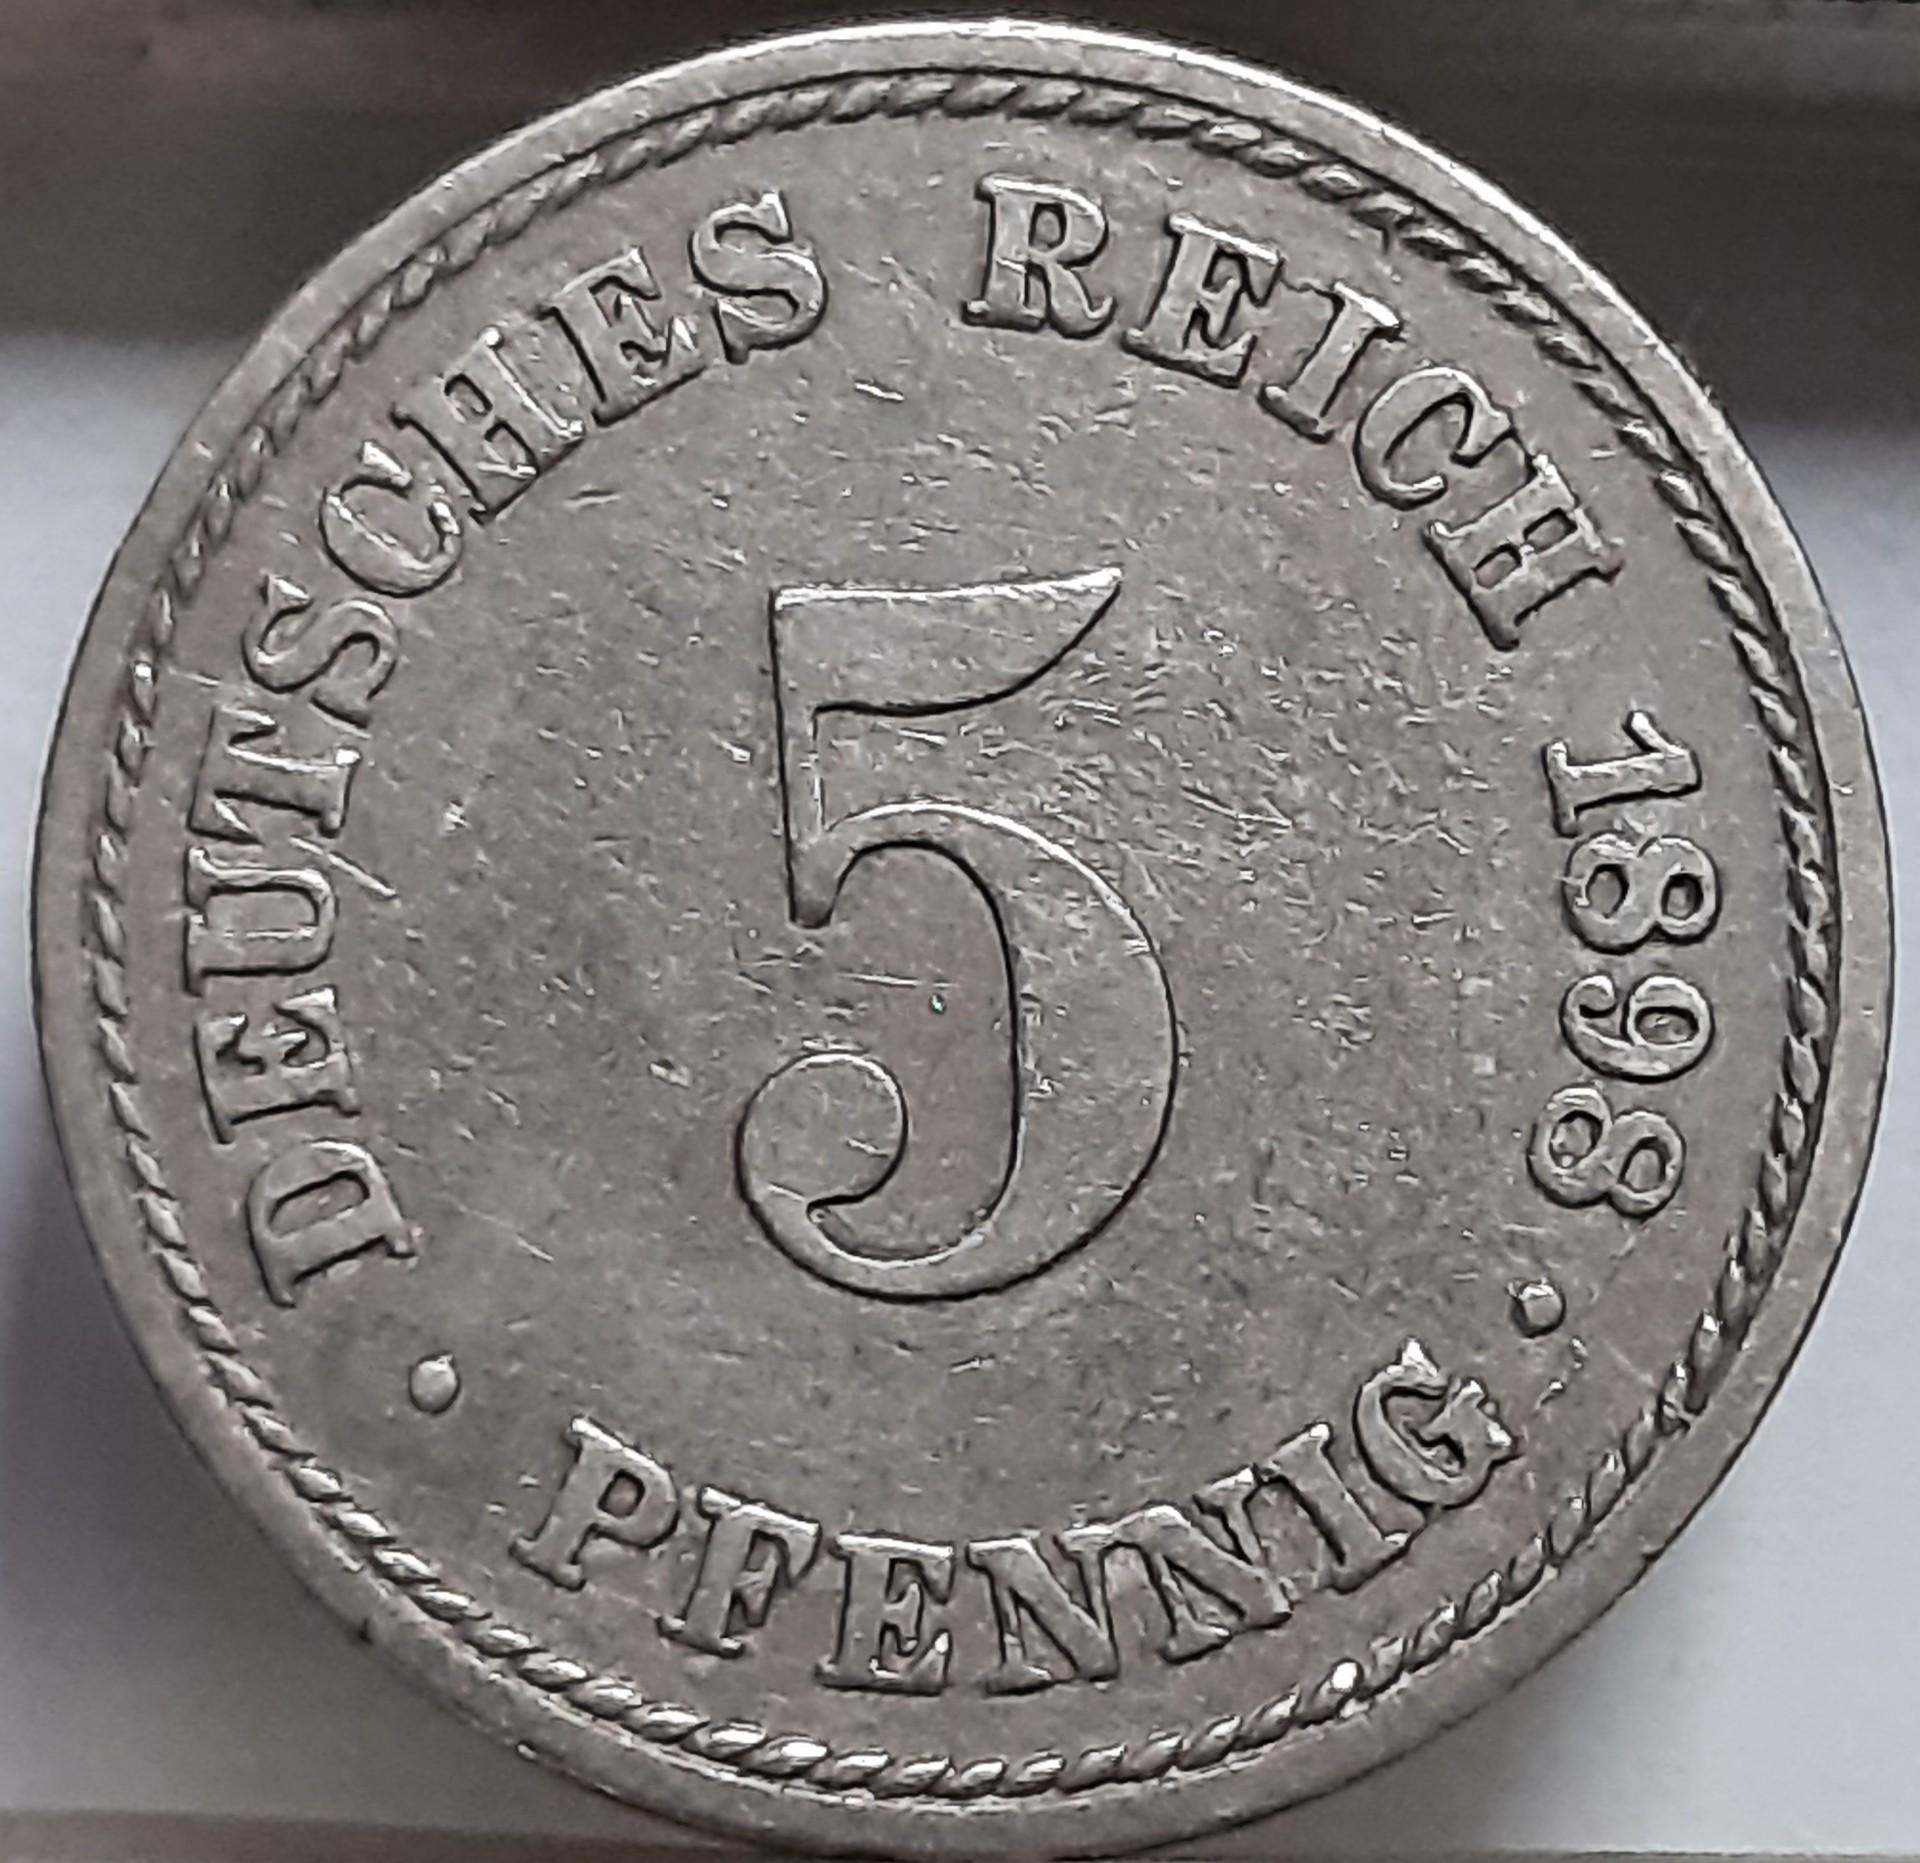 DEUTSCHES REICH 1898
5
· PFENNIG ·